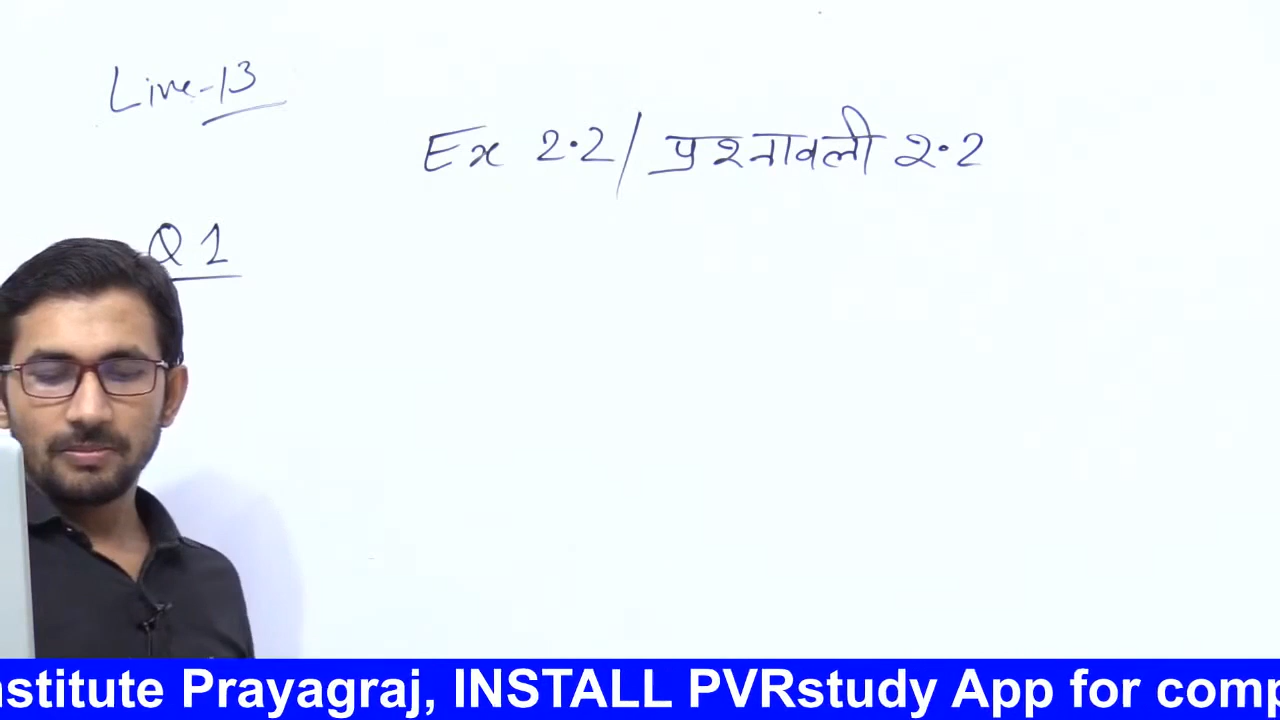 Live-13
Ex 2.2 / प्रश्नावली 2.2
Q 1
nstitute Prayagraj, INSTALL PVRstudy App for comp